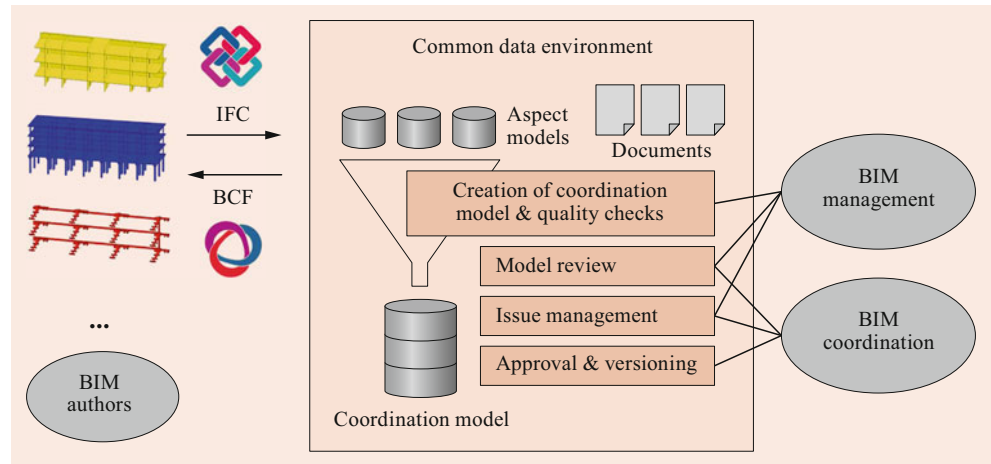 Common data environment
IFC
BCF
...
BIM
authors
Aspect
models
Documents
Creation of coordination
model & quality checks
Model review
Issue management
Approval & versioning
Coordination model
BIM
management
BIM
coordination